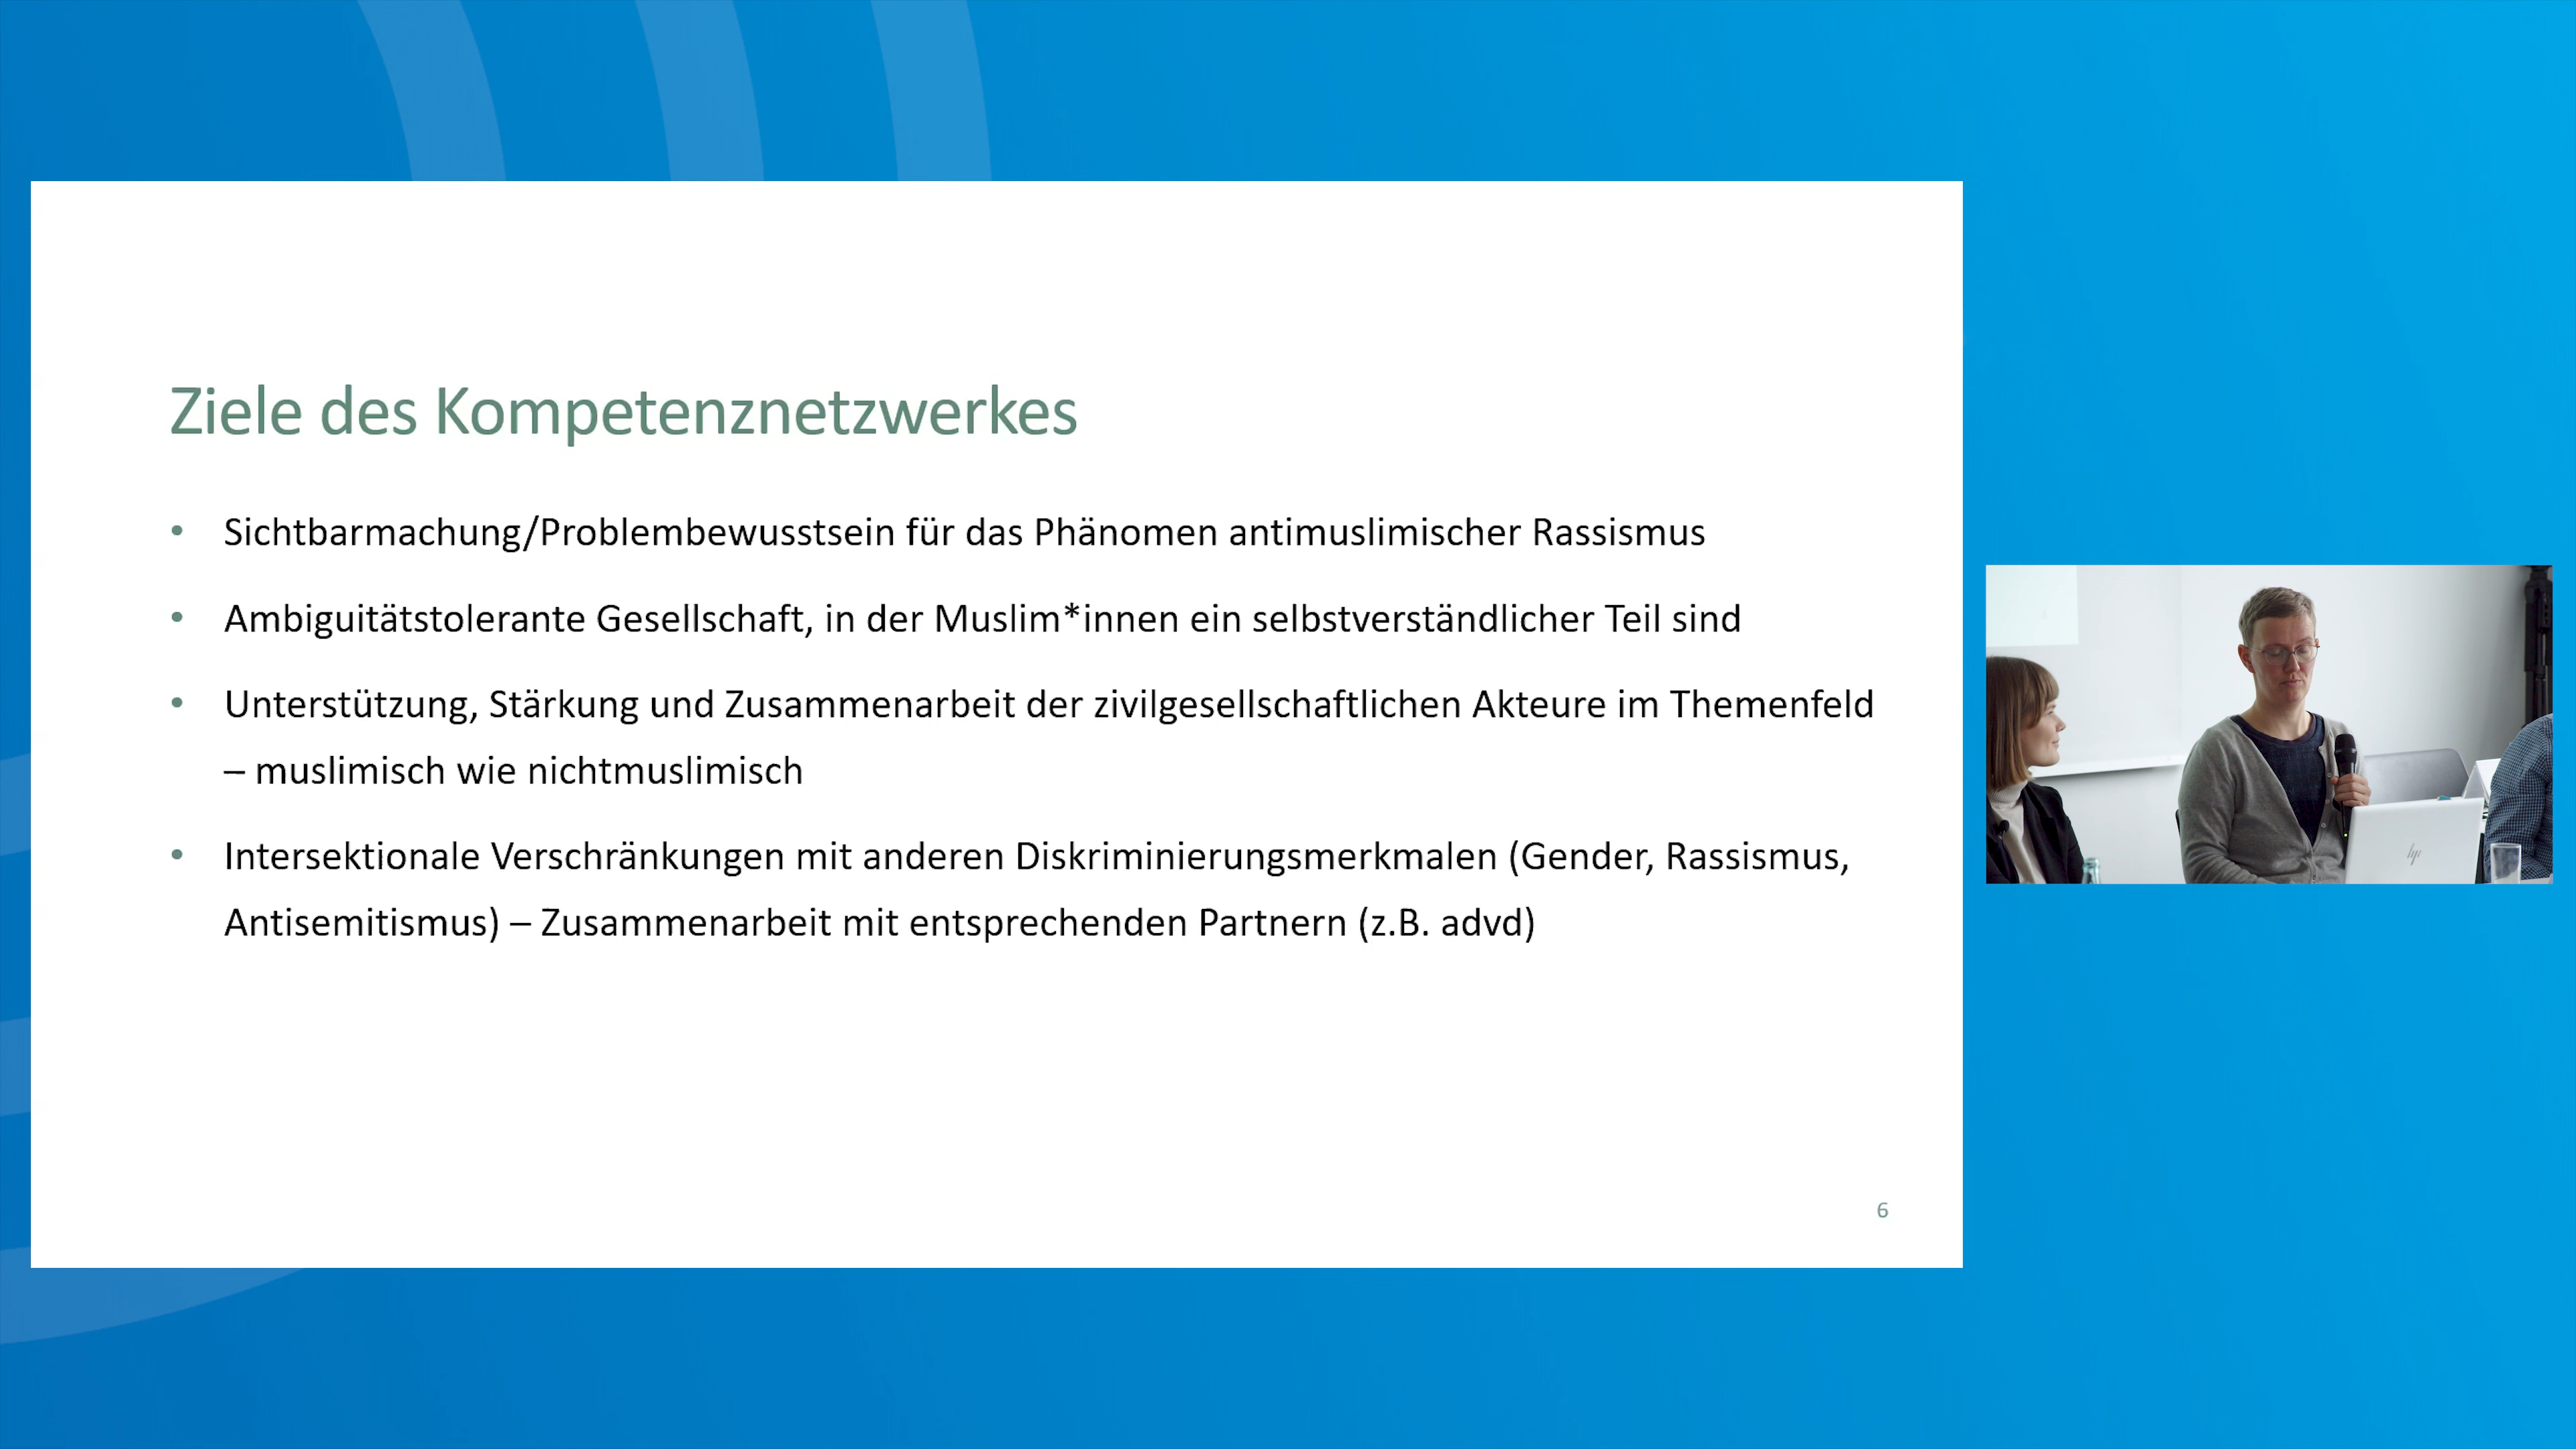 Ziele des Kompetenznetzwerkes
• Sichtbarmachung/Problembewusstsein für das Phänomen antimuslimischer Rassismus
• Ambiguitätstolerante Gesellschaft, in der Muslim*innen ein selbstverständlicher Teil sind
• Unterstützung, Stärkung und Zusammenarbeit der zivilgesellschaftlichen Akteure im Themenfeld
– muslimisch wie nichtmuslimisch
• Intersektionale Verschränkungen mit anderen Diskriminierungsmerkmalen (Gender, Rassismus,
Antisemitismus) – Zusammenarbeit mit entsprechenden Partnern (z.B. advd)
6
hp